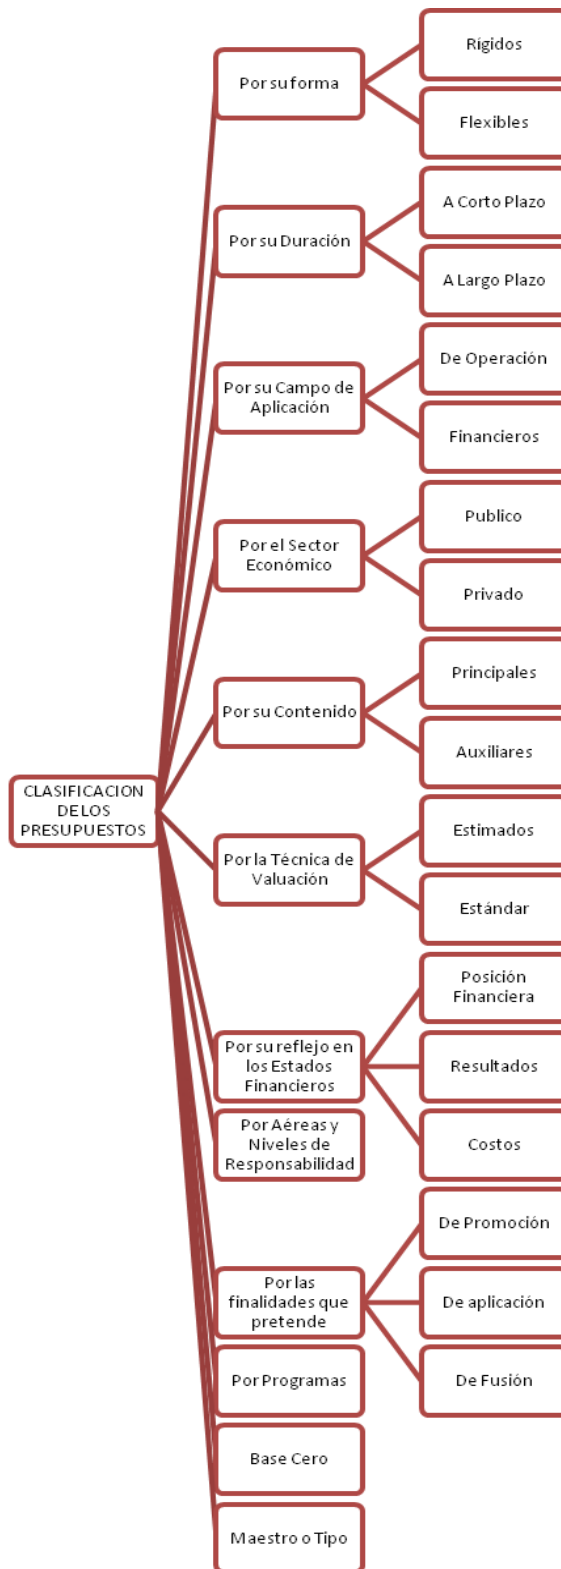 CLASIFICACION
DE LOS
PRESUPUESTOS
Por su forma
Rígidos
Flexibles
Por su Duración
A Corto Plazo
A Largo Plazo
Por su Campo de
Aplicación
De Operación
Financieros
Por el Sector
Económico
Publico
Privado
Por su Contenido
Principales
Auxiliares
Por la Técnica de
Valuación
Estimados
Estándar
Por su reflejo en
los Estados
Financieros
Posición
Financiera
Resultados
Costos
Por Aéreas y
Niveles de
Responsabilidad
Por las
finalidades que
pretende
De Promoción
De aplicación
De Fusión
Por Programas
Base Cero
Maestro o Tipo